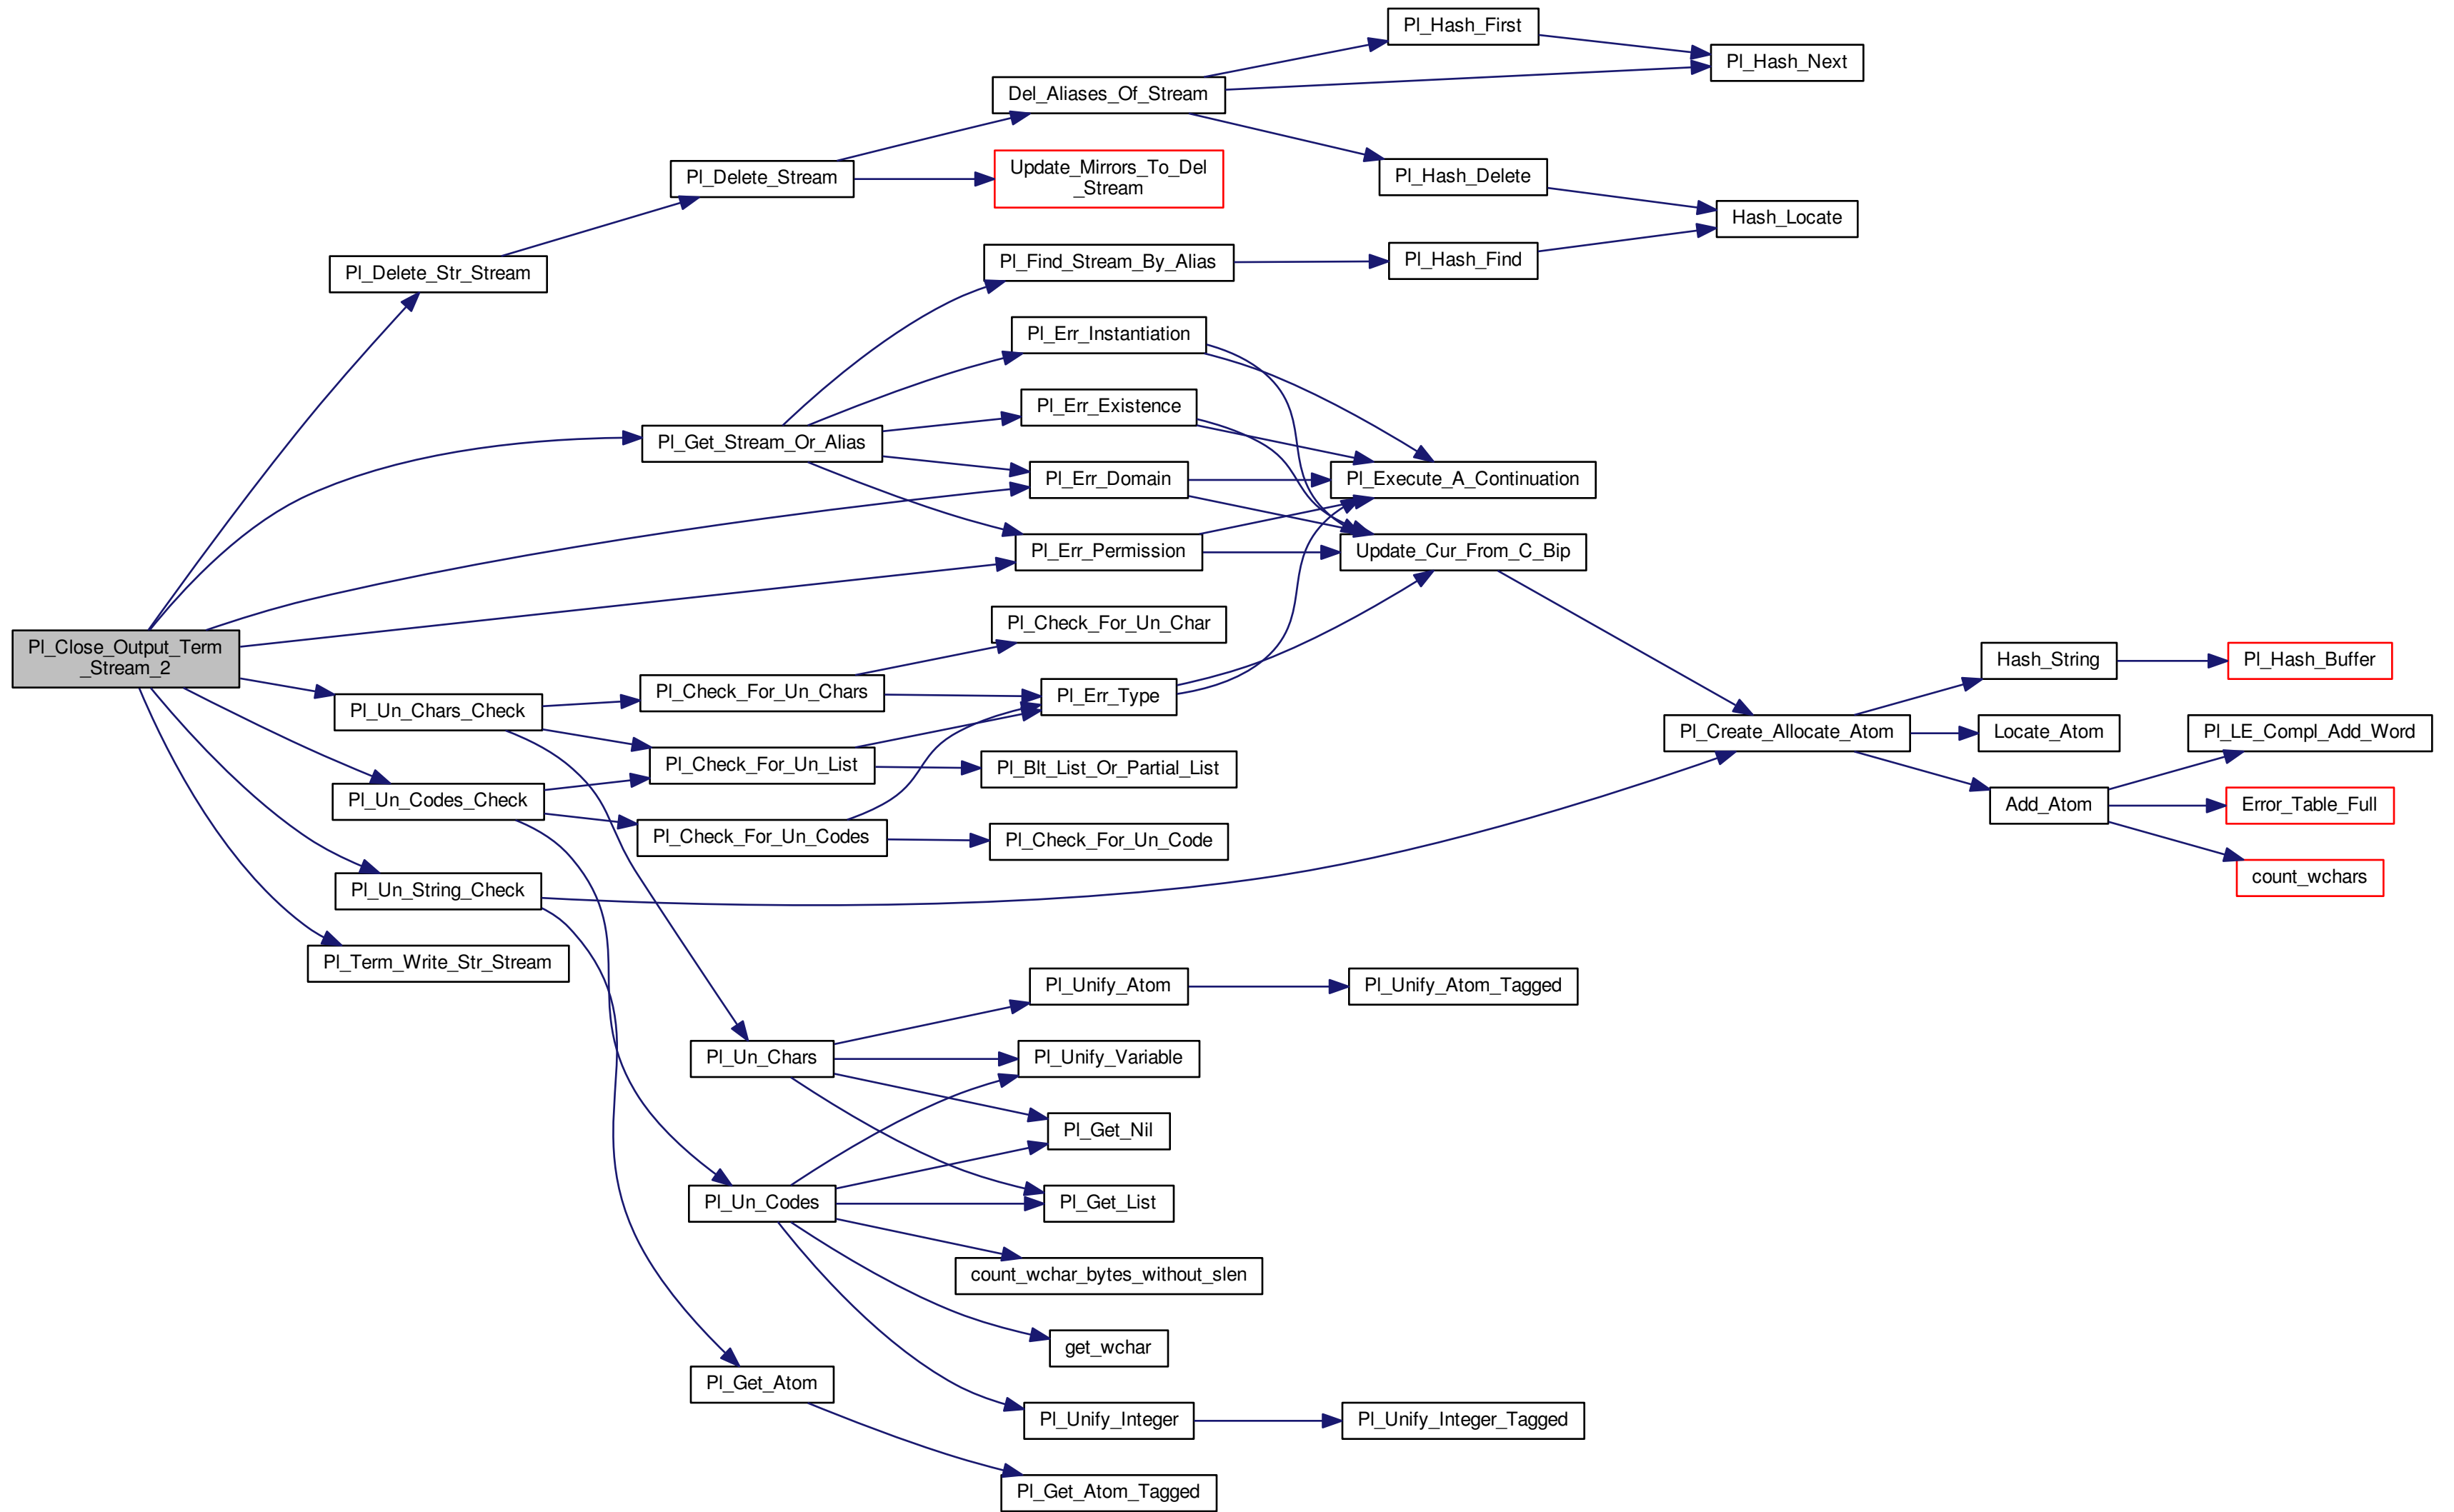 Pl_Hash_First
Pl_Hash_Next
Del_Aliases_Of_Stream
Update_Mirrors_To_Del
_Stream
Pl_Delete_Stream
Pl_Hash_Delete
Hash_Locate
Pl_Delete_Str_Stream
Pl_Find_Stream_By_Alias
Pl_Hash_Find
Pl_Err_Instantiation
Pl_Err_Existence
Pl_Get_Stream_Or_Alias
Pl_Err_Domain
Pl_Execute_A_Continuation
Pl_Err_Permission
Update_Cur_From_C_Bip
Pl_Check_For_Un_Char
Pl_Close_Output_Term
_Stream_2
Hash_String
Pl_Hash_Buffer
Pl_Check_For_Un_Chars
Pl_Err_Type
Pl_Un_Chars_Check
Pl_Create_Allocate_Atom
Locate_Atom
Pl_LE_Compl_Add_Word
Pl_Check_For_Un_List
Pl_Blt_List_Or_Partial_List
Pl_Un_Codes_Check
Add_Atom
Error_Table_Full
Pl_Check_For_Un_Codes
Pl_Check_For_Un_Code
count_wchars
Pl_Un_String_Check
Pl_Term_Write_Str_Stream
Pl_Unify_Atom
Pl_Unify_Atom_Tagged
Pl_Un_Chars
Pl_Unify_Variable
Pl_Get_Nil
Pl_Un_Codes
Pl_Get_List
count_wchar_bytes_without_slen
get_wchar
Pl_Get_Atom
Pl_Unify_Integer
Pl_Unify_Integer_Tagged
Pl_Get_Atom_Tagged